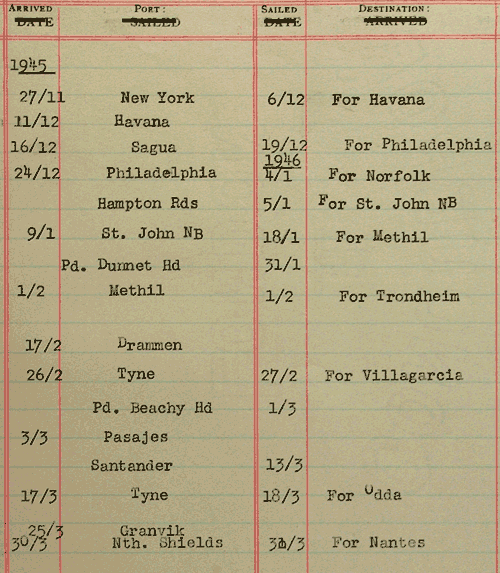 ARRIVED PORT: SAILED DESTINATION:
DATE SAILED DATE ARRIVED
1945
27/11 New York 6/12 For Havana
11/12 Havana
16/12 Sagua 19/12 For Philadelphia
1946
24/12 Philadelphia 4/1 For Norfolk
Hampton Rds 5/1 For St. John NB
9/1 St. John NB 18/1 For Methil
Pd. Dunnet Hd 31/1
1/2 Methil 1/2 For Trondheim
17/2 Drammen
26/2 Tyne 27/2 For Villagarcia
Pd. Beachy Hd 1/3
3/3 Pasajes
Santander 13/3
17/3 Tyne 18/3 For Odda
25/3 Granvik
30/3 Nth. Shields For Nantes